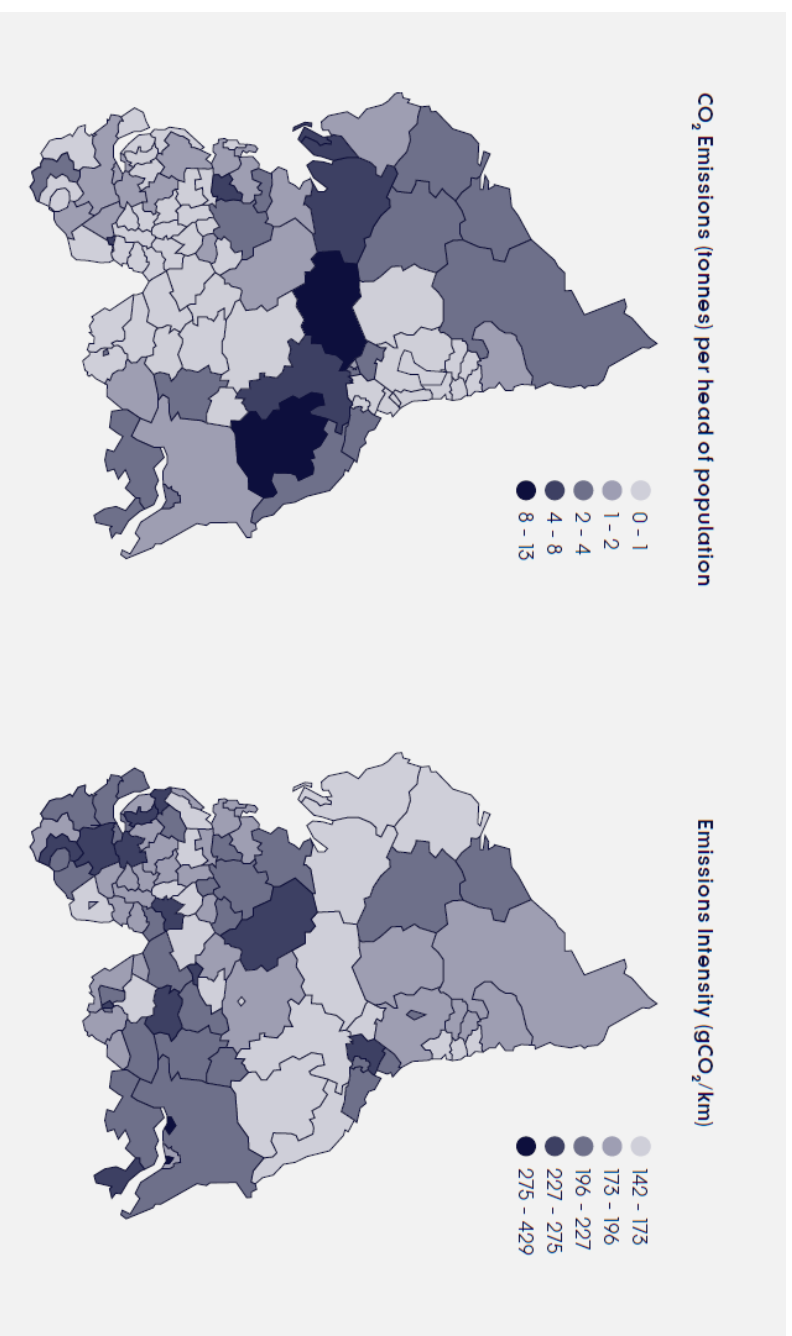 CO₂ Emissions (tonnes) per head of population
0 - 1
1 - 2
2 - 4
4 - 8
8 - 13
Emissions Intensity (gCO₂/km)
142 - 173
173 - 196
196 - 227
227 - 275
275 - 429